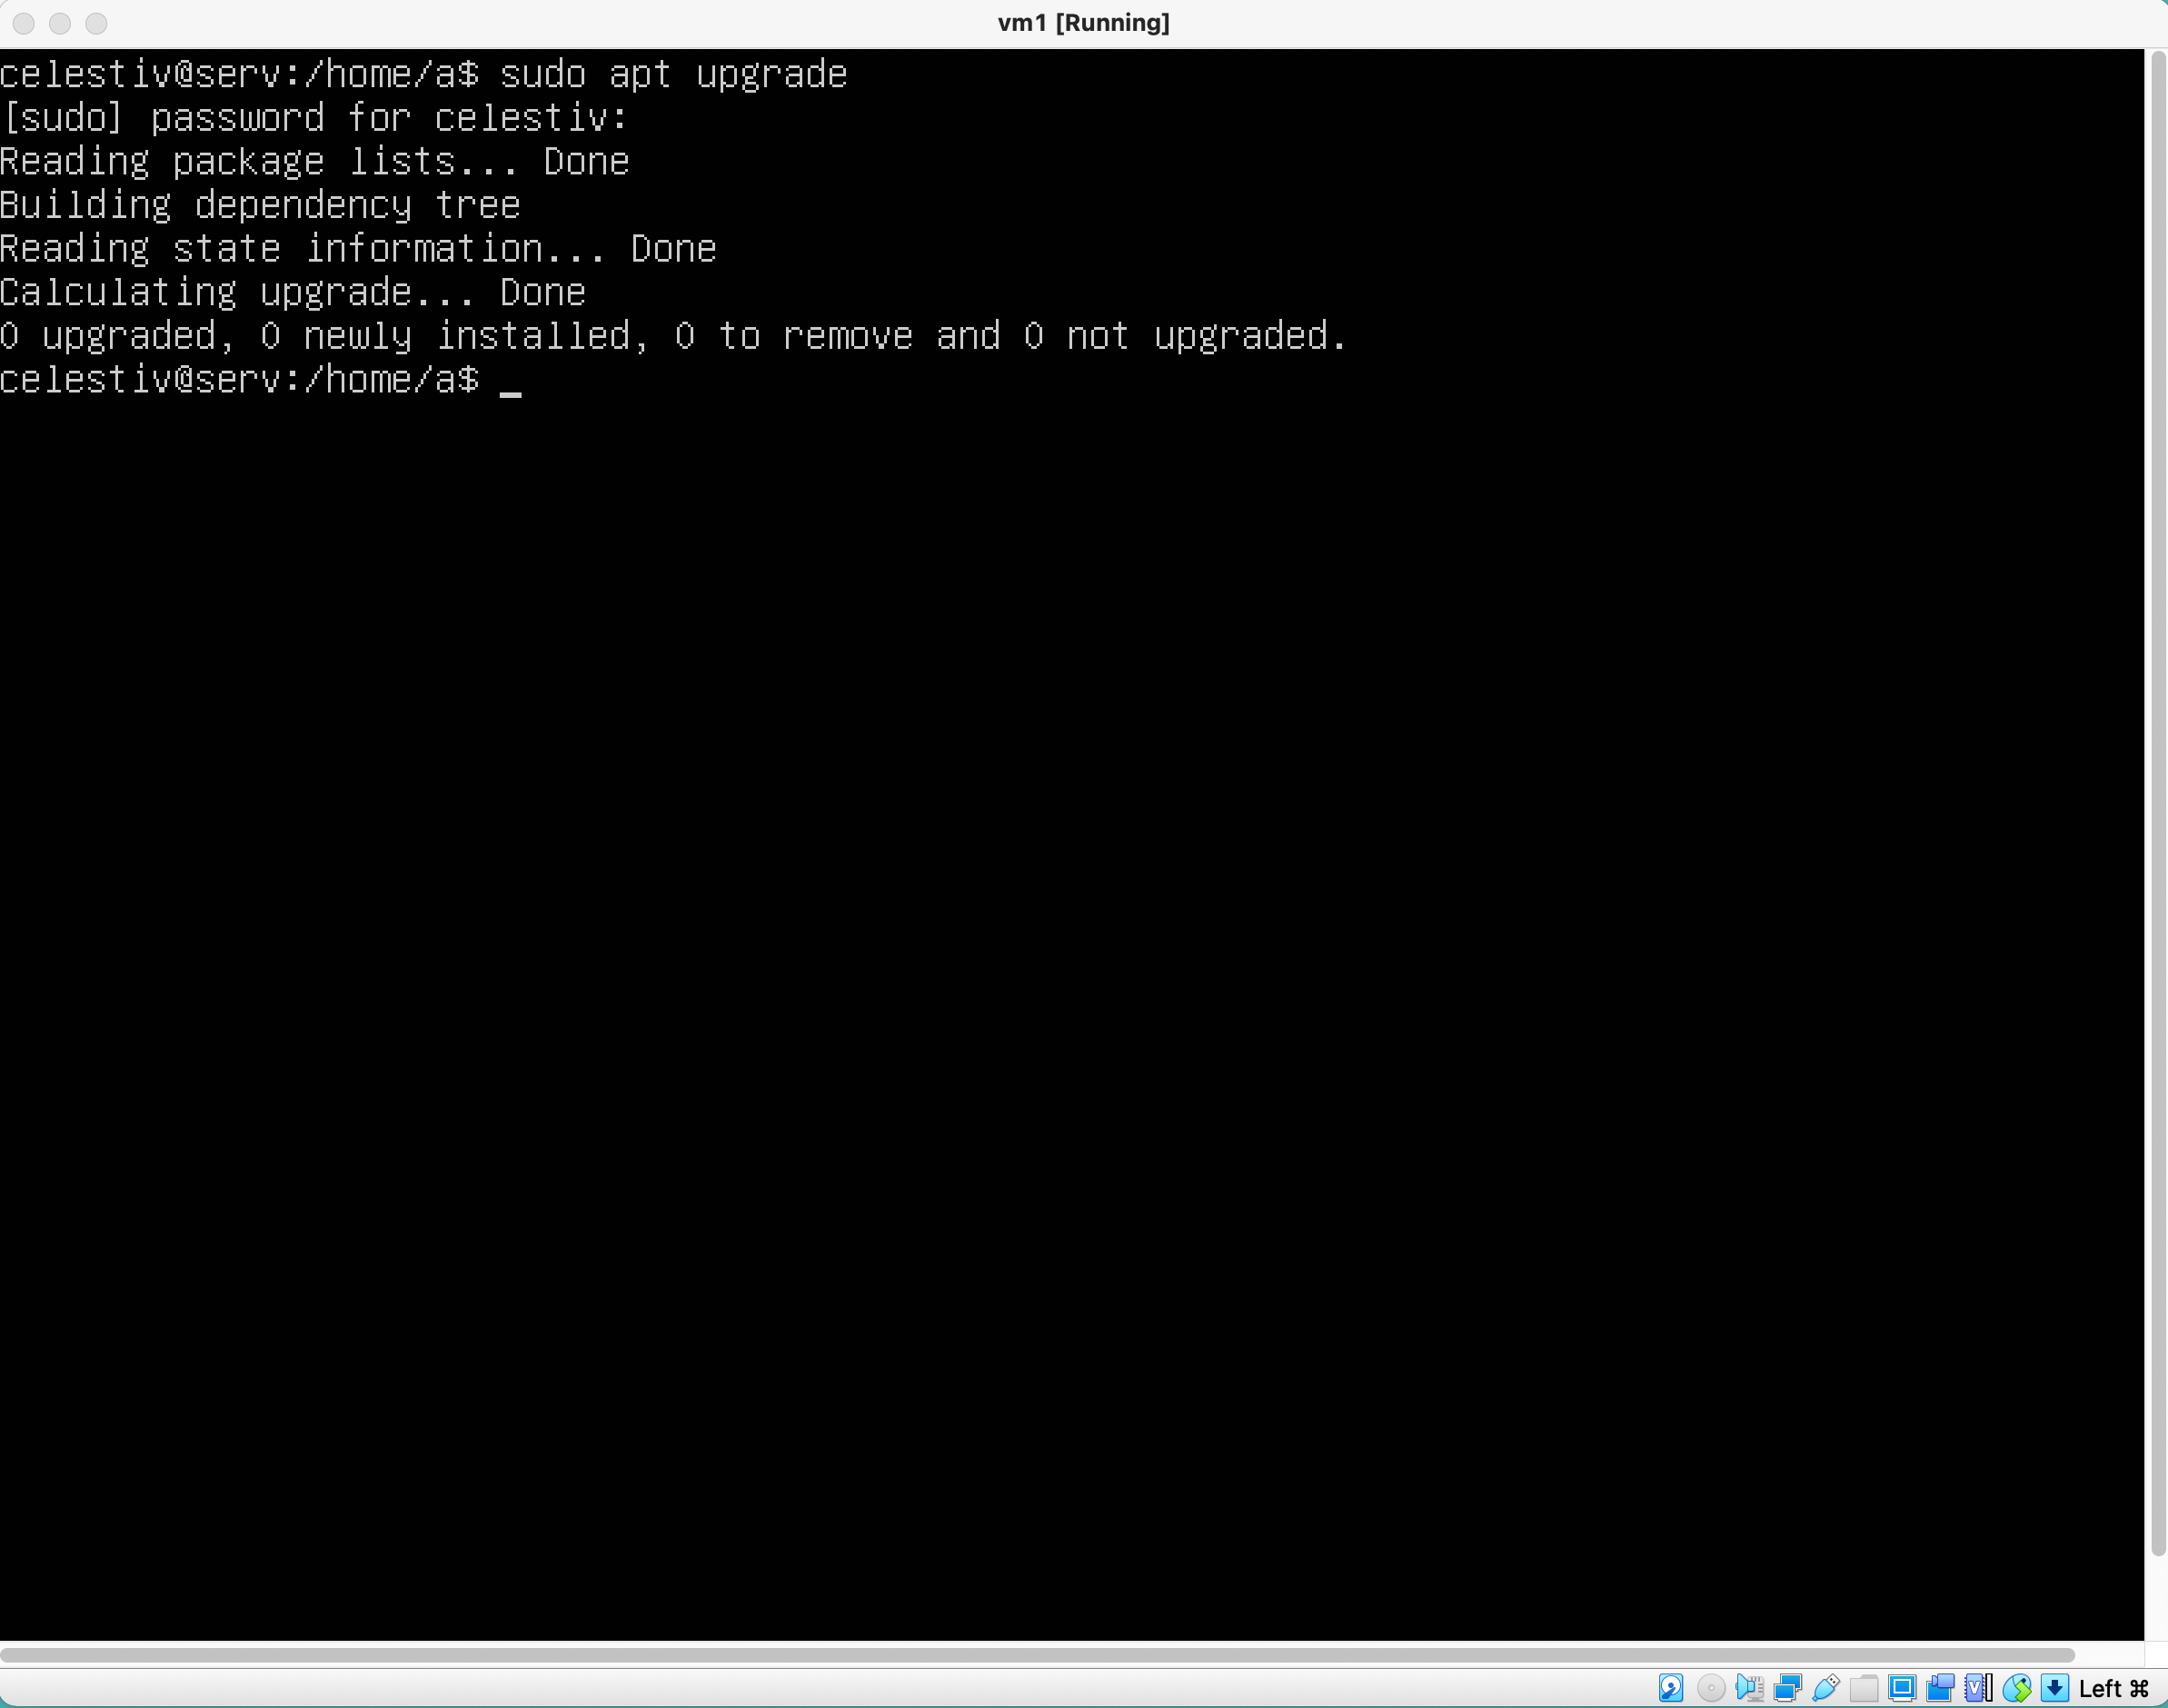 vm1 [Running]
celestiv@serv:/home/a$ sudo apt upgrade
[sudo] password for celestiv:
Reading package lists... Done
Building dependency tree
Reading state information... Done
Calculating upgrade... Done
0 upgraded, 0 newly installed, 0 to remove and 0 not upgraded.
celestiv@serv:/home/a$ _
Left ⌘